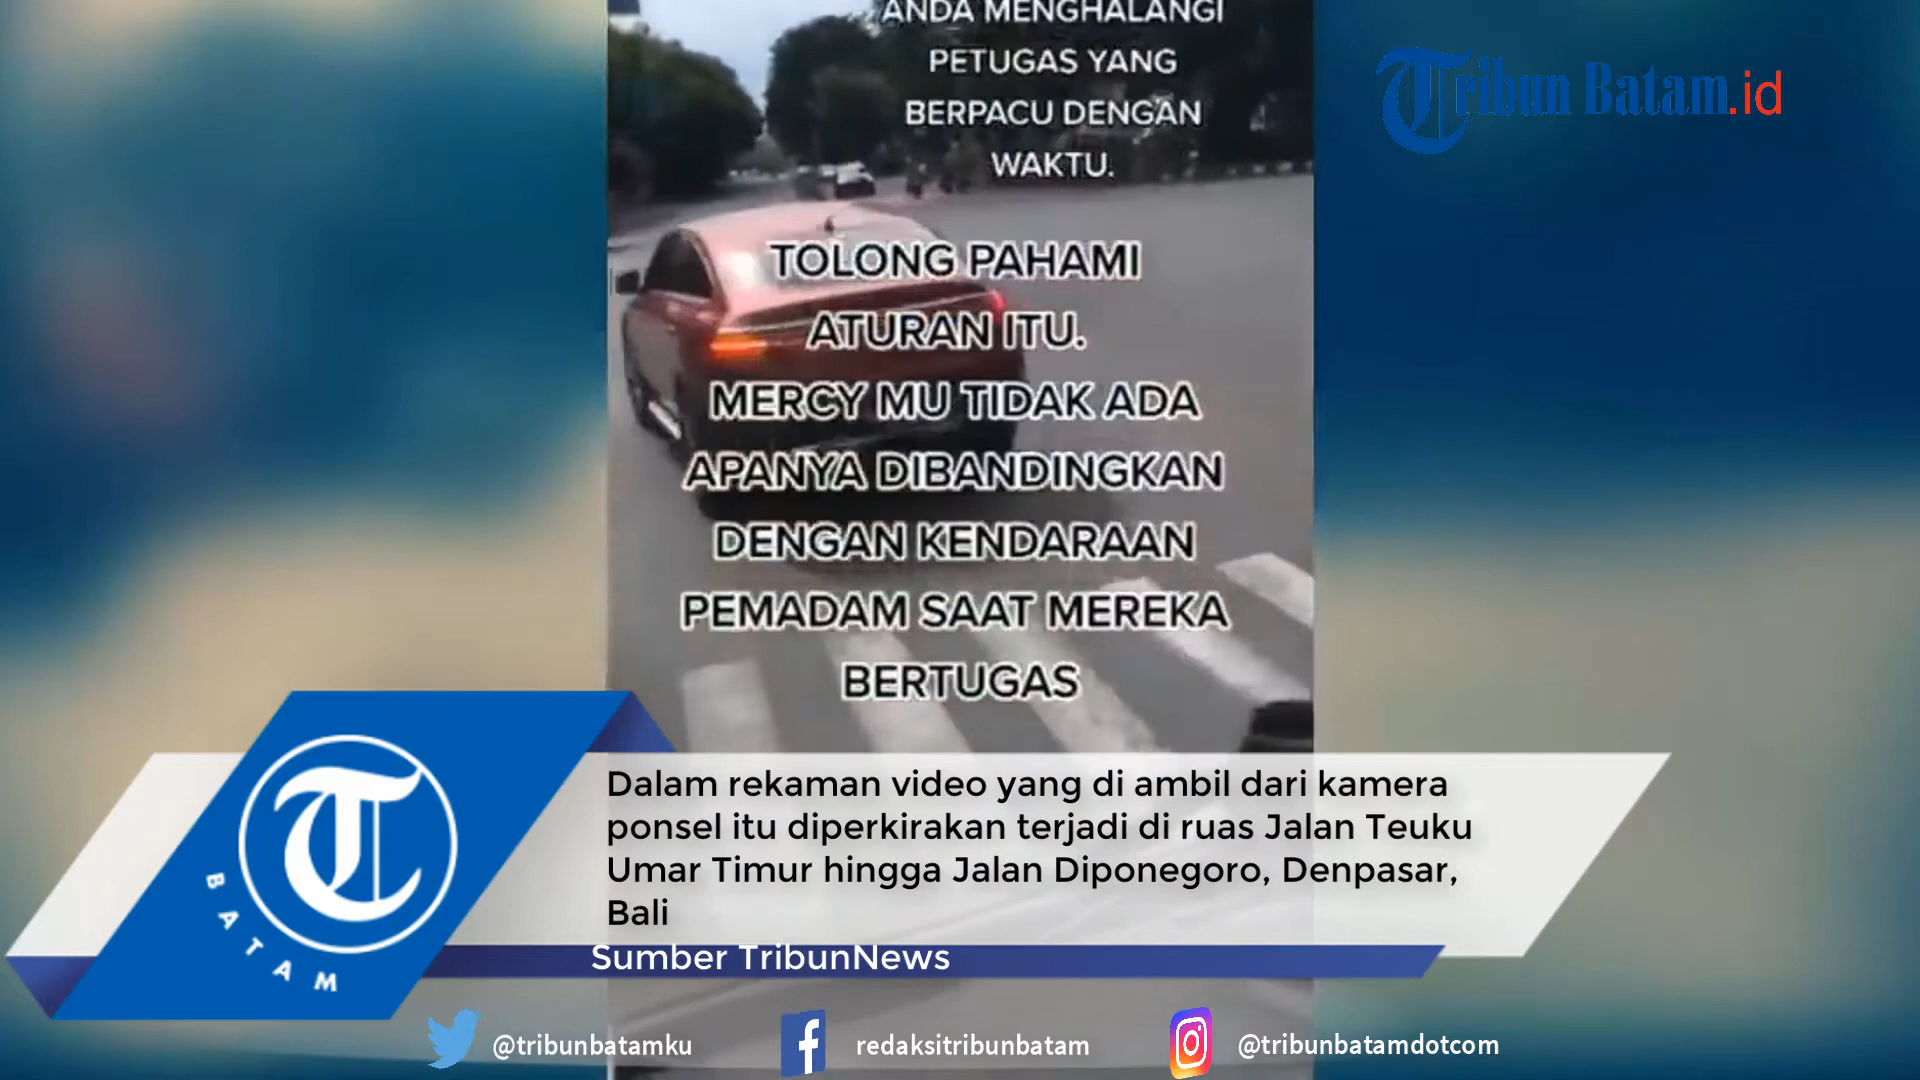 ANDA MENGHALANGI
PETUGAS YANG
BERPACU DENGAN
WAKTU.
Tribun Batam.id
TOLONG PAHAMI
ATURAN ITU.
MERCY MU TIDAK ADA
APANYA DIBANDINGKAN
DENGAN KENDARAAN
PEMADAM SAAT MEREKA
BERTUGAS
T
BATAM
Dalam rekaman video yang di ambil dari kamera
ponsel itu diperkirakan terjadi di ruas Jalan Teuku
Umar Timur hingga Jalan Diponegoro, Denpasar,
Bali
Sumber TribunNews
@tribunbatamku
redaksitribunbatam
@tribunbatamdotcom